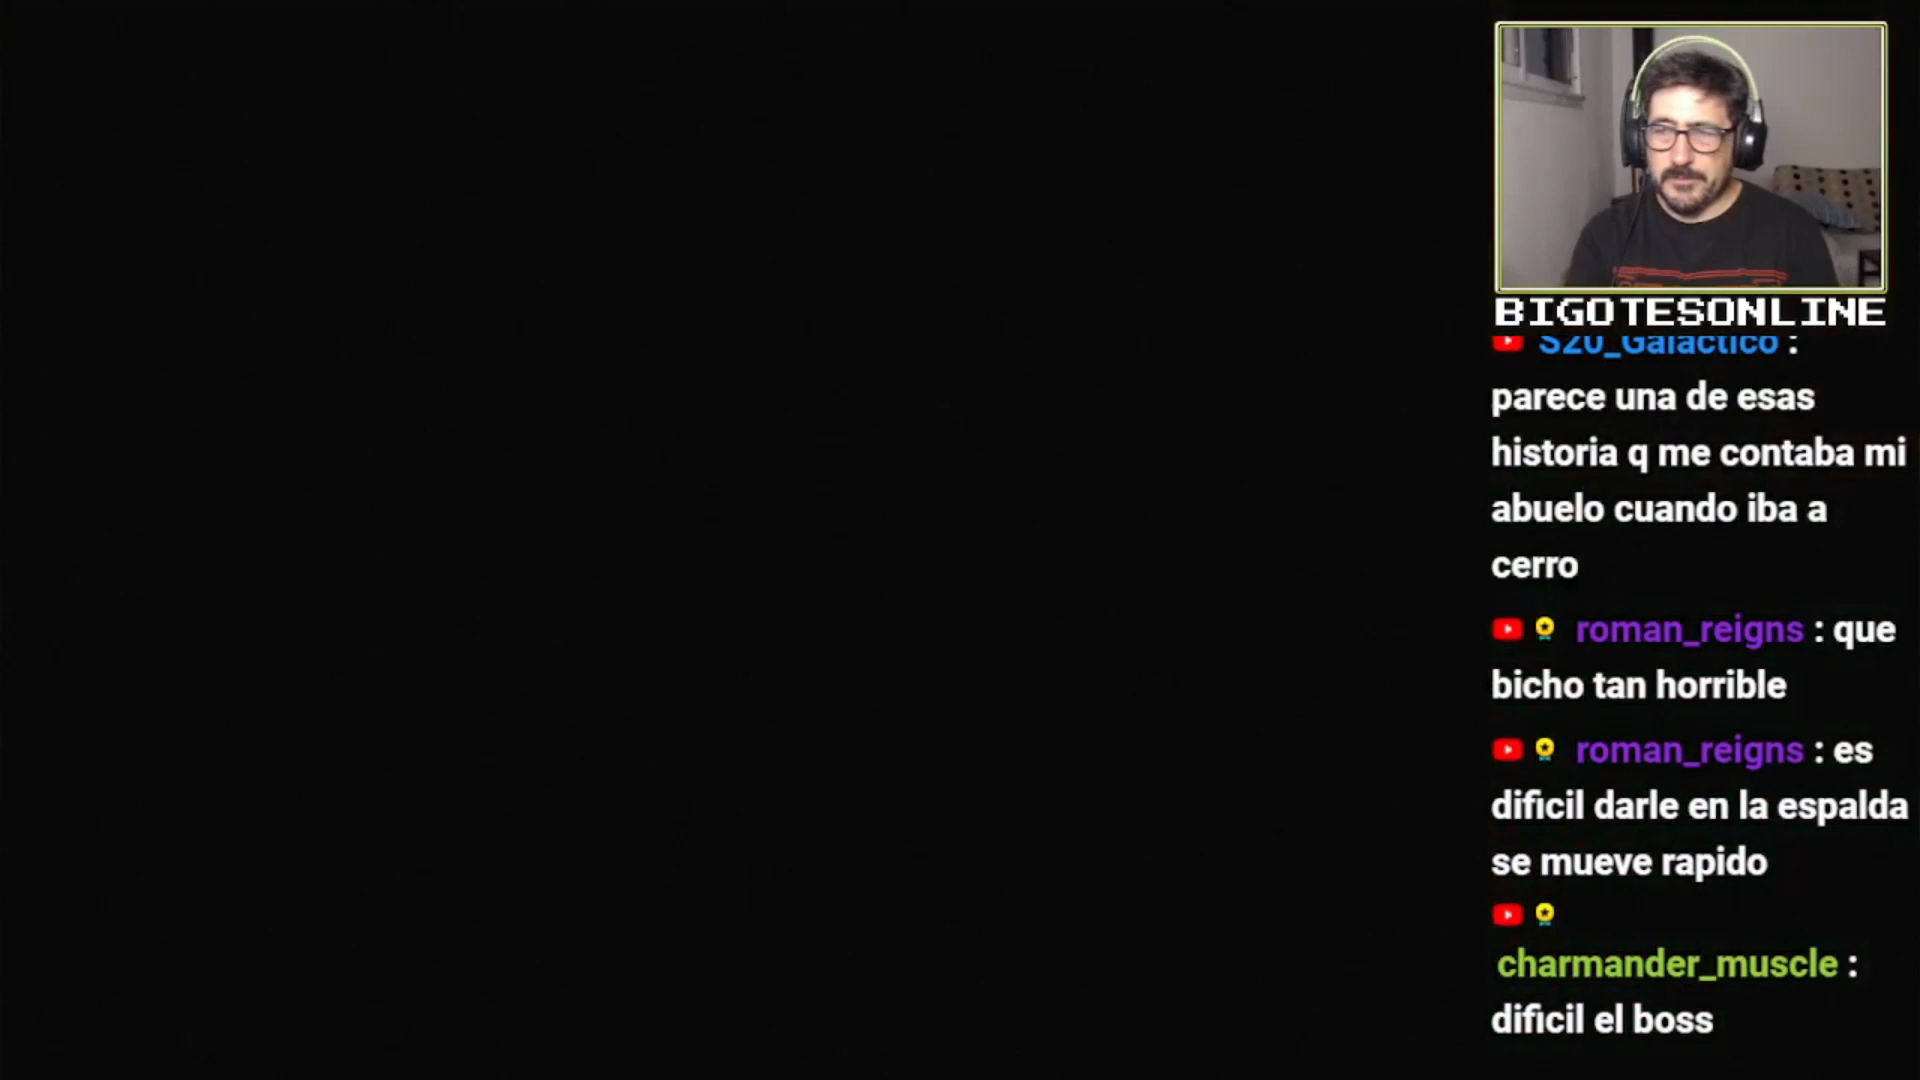 BIGOTESONLINE
S20_Galactico :
parece una de esas
historia q me contaba mi
abuelo cuando iba a
cerro
roman_reigns : que
bicho tan horrible
roman_reigns : es
dificil darle en la espalda
se mueve rapido
charmander_muscle :
dificil el boss